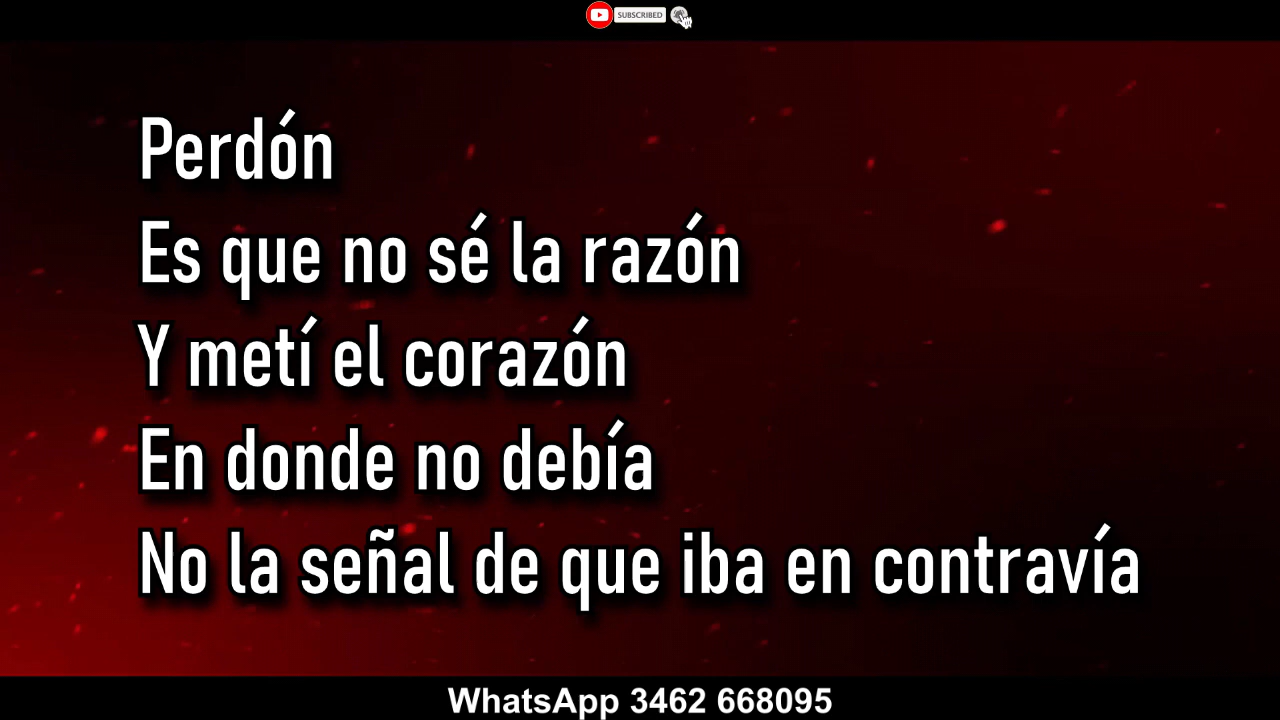 SUBSCRIBED
Perdón
Es que no sé la razón
Y metí el corazón
En donde no debía
No la señal de que iba en contravía
WhatsApp 3462 668095